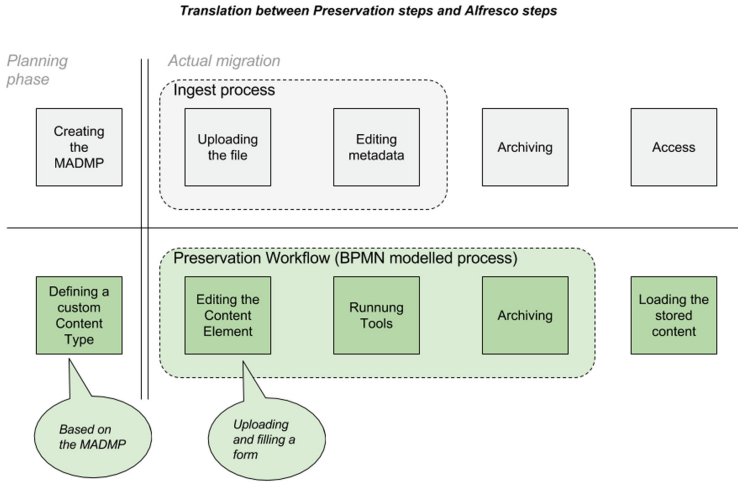 Translation between Preservation steps and Alfresco steps
Planning
phase
Actual migration
Ingest process
Creating
the
MADMP
Uploading
the file
Editing
metadata
Archiving
Access
Preservation Workflow (BPMN modelled process)
Defining a
custom
Content
Type
Editing the
Content
Element
Runnung
Tools
Archiving
Loading the
stored
content
Based on
the MADMP
Uploading
and filling a
form